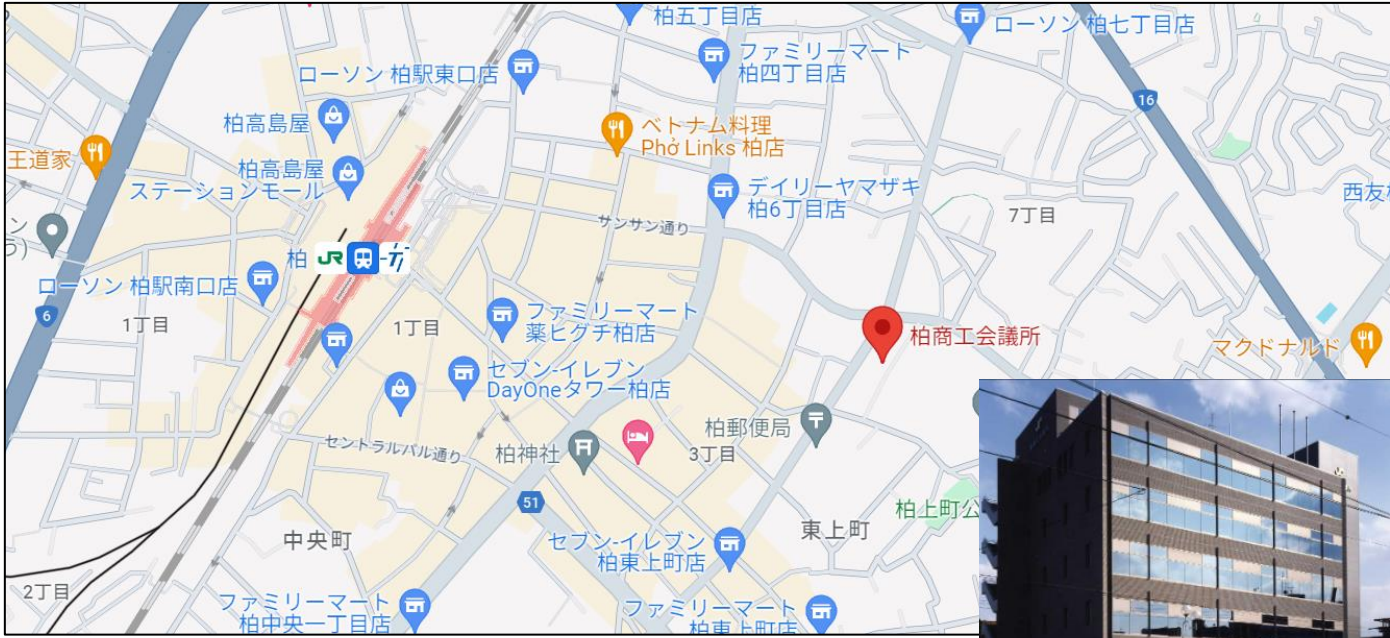 柏五丁目店
ローソン 柏七丁目店
ファミリーマート
柏四丁目店
ローソン 柏駅東口店
16
柏高島屋
ベトナム料理
Phở Links 柏店
王道家
柏高島屋
ステーションモール
デイリーヤマザキ
柏6丁目店
西友
サンサン通り
7丁目
柏
JR
ローソン 柏駅南口店
6
1丁目
1丁目
ファミリーマート
薬ヒグチ柏店
柏商工会議所
マクドナルド
セブン-イレブン
DayOneタワー柏店
柏郵便局
セントラルパル通り
柏神社
3丁目
51
柏上町公
東上町
中央町
セブン-イレブン
柏東上町店
2丁目
ファミリーマート
柏中央一丁目店
ファミリーマート
柏東上町店